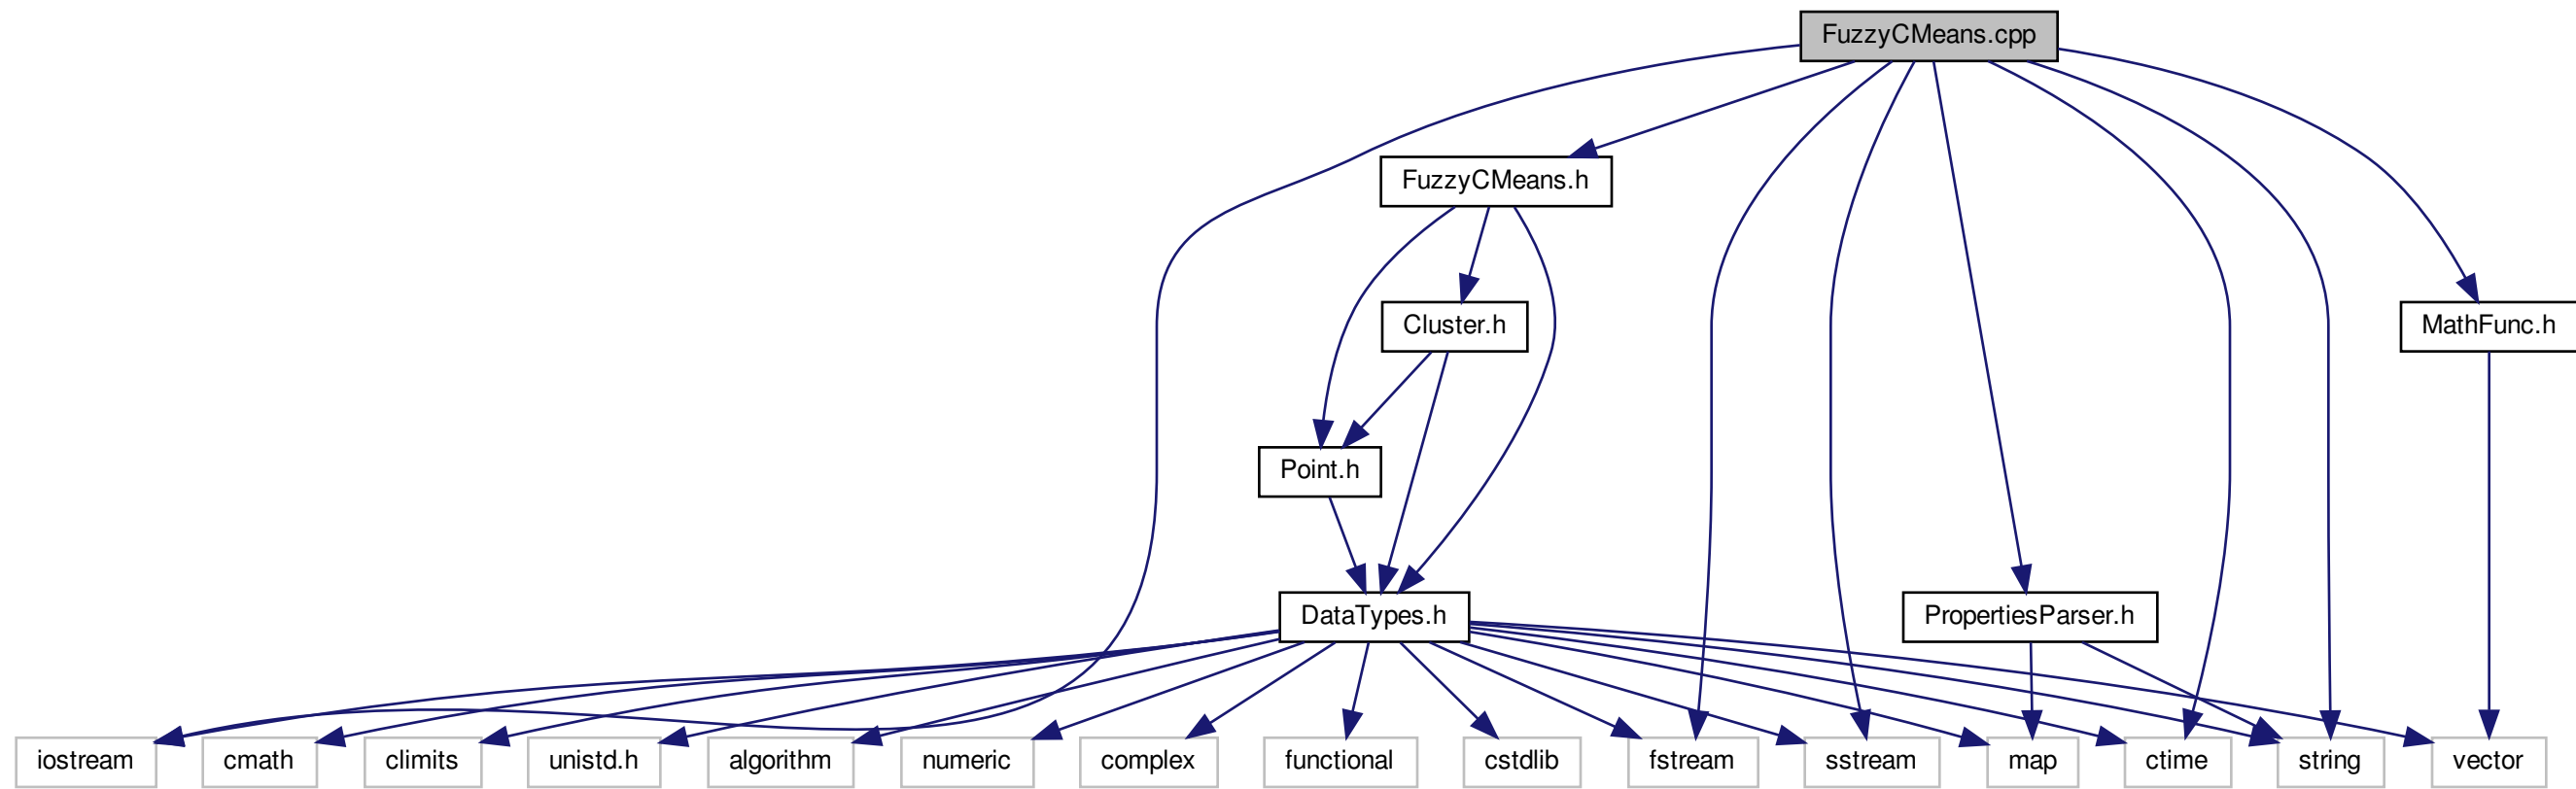 FuzzyCMeans.cpp
FuzzyCMeans.h
Cluster.h
MathFunc.h
Point.h
DataTypes.h
PropertiesParser.h
iostream
cmath
climits
unistd.h
algorithm
numeric
complex
functional
cstdlib
fstream
sstream
map
ctime
string
vector